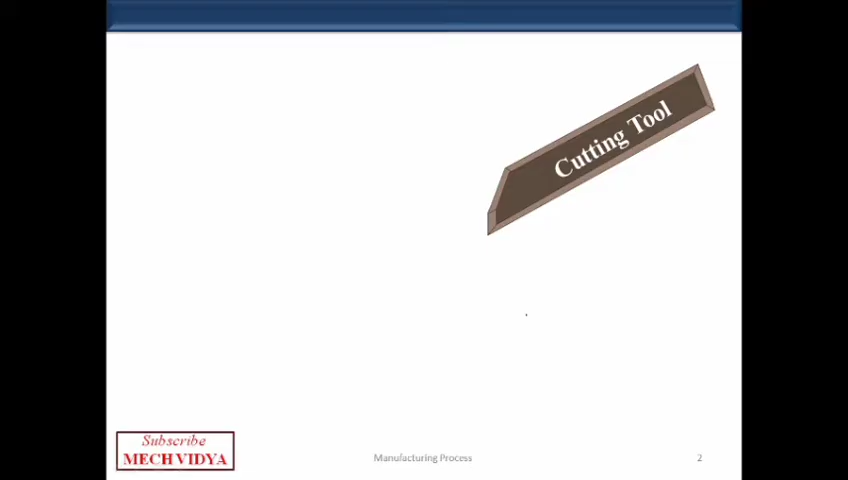 Cutting Tool
Subscribe
MECH VIDYA
Manufacturing Process
2